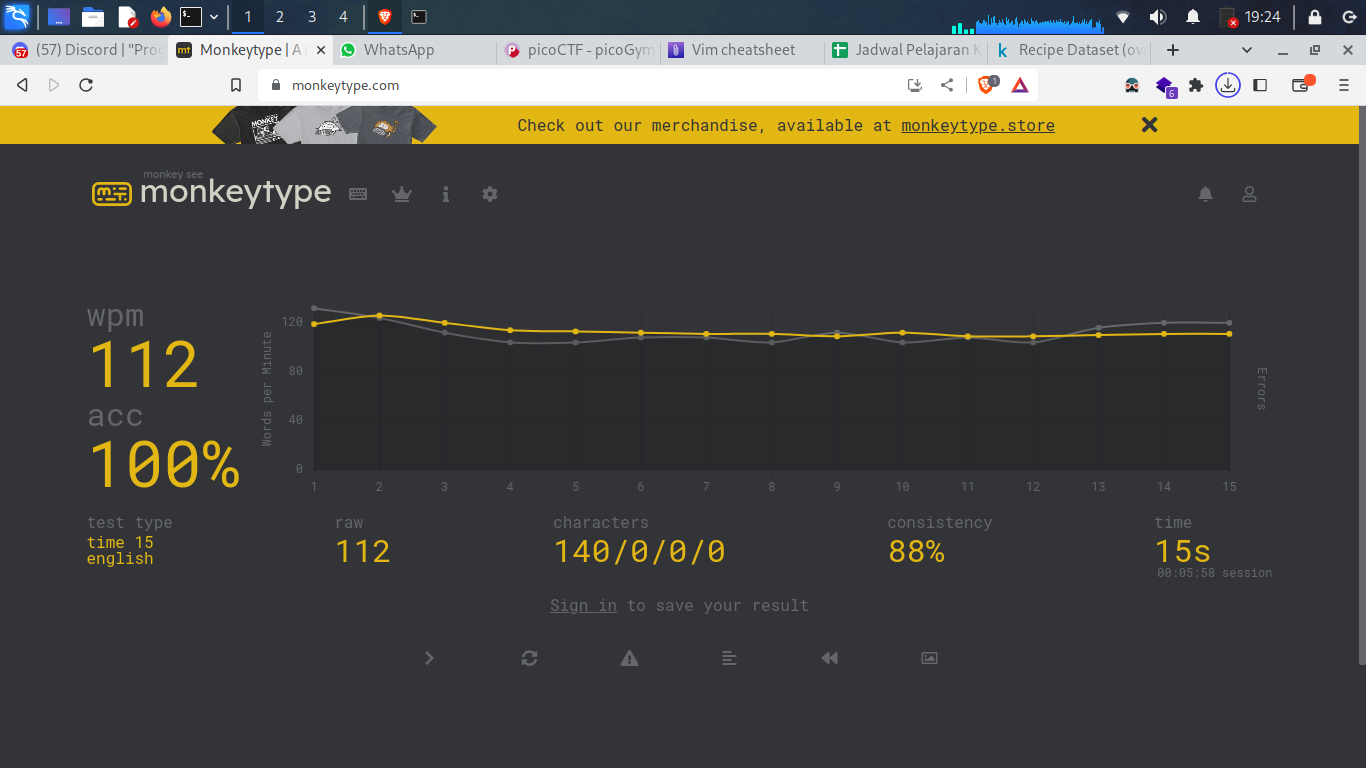 1 2 3 4 19:24
(57) Discord | "Prog Monkeytype | A m WhatsApp picoCTF - picoGym Vim cheatsheet Jadwal Pelajaran K Recipe Dataset (ove
monkeytype.com 1 6
MONKEY
Check out our merchandise, available at monkeytype.store
monkey see
monkeytype
wpm
112
acc
100%
test type
time 15
english
Words per Minute
120
80
40
0
1 2 3 4 5 6 7 8 9 10 11 12 13 14 15
Errors
raw
112
characters
140/0/0/0
consistency
88%
time
15s
00:05:58 session
Sign in to save your result